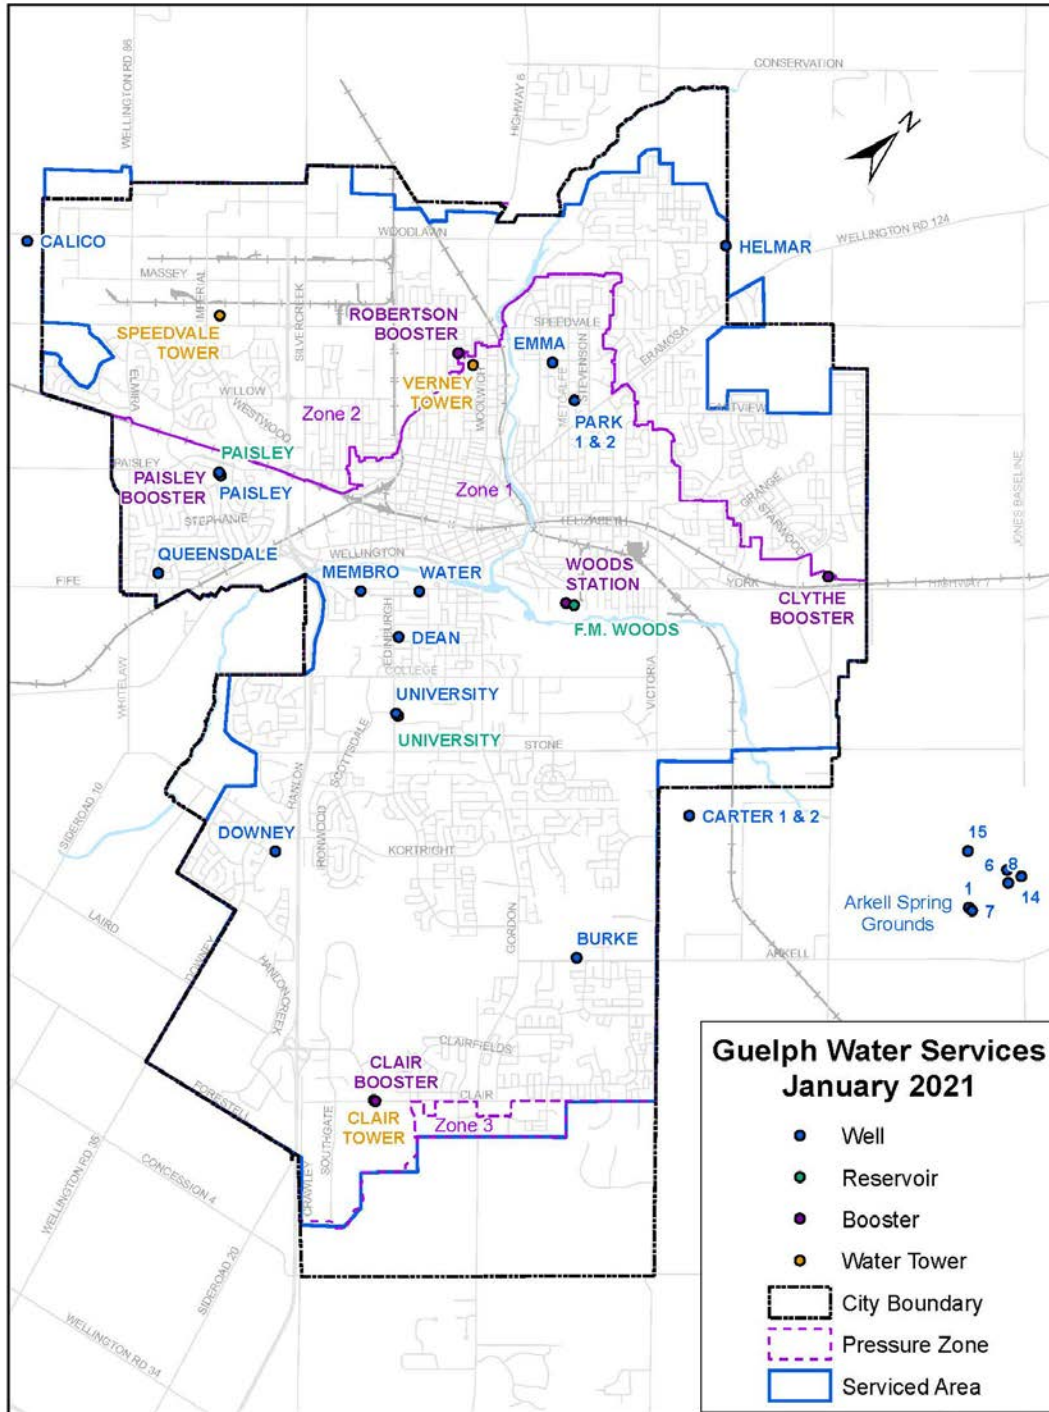 CONSERVATION
WELLINGTON RD 86
HIGHWAY 6
N
WELLINGTON RD 124
WOODLAWN
CALICO
HELMAR
MASSEY
IMPERIAL
SILVERCREEK
ROBERTSON
BOOSTER
SPEEDVALE
SPEEDVALE
TOWER
EMMA
ERAMOSA
STEVENSON
METCALFE
VERNEY
TOWER
WOOLWICH
ELMIRA
WILLOW
WESTWOOD
Zone 2
PARK
1 & 2
EASTVIEW
PAISLEY
PAISLEY
PAISLEY
BOOSTER
PAISLEY
Zone 1
GRANGE
STARWOOD
JONES BASELINE
STEPHANIE
ELIZABETH
WELLINGTON
QUEENSDALE
MEMBRO
WATER
WOODS
STATION
YORK
HIGHWAY 7
FIFE
CLYTHE
BOOSTER
F.M. WOODS
DEAN
EDINBURGH
COLLEGE
WHITELAW
VICTORIA
UNIVERSITY
UNIVERSITY
SCOTTSDALE
STONE
HANLON
SIDEROAD 10
DOWNEY
IRONWOOD
KORTRIGHT
CARTER 1 & 2
15
6
8
1
14
7
Arkell Spring
Grounds
LAIRD
DOWNEY
GORDON
BURKE
ARKELL
HANLON CREEK
CLAIRFIELDS
CLAIR
BOOSTER
CLAIR
CLAIR
TOWER
Zone 3
FORESTELL
SOUTHGATE
CRAWLEY
WELLINGTON RD 35
CONCESSION 4
SIDEROAD 20
WELLINGTON RD 34
Guelph Water Services
January 2021
Well
Reservoir
Booster
Water Tower
City Boundary
Pressure Zone
Serviced Area